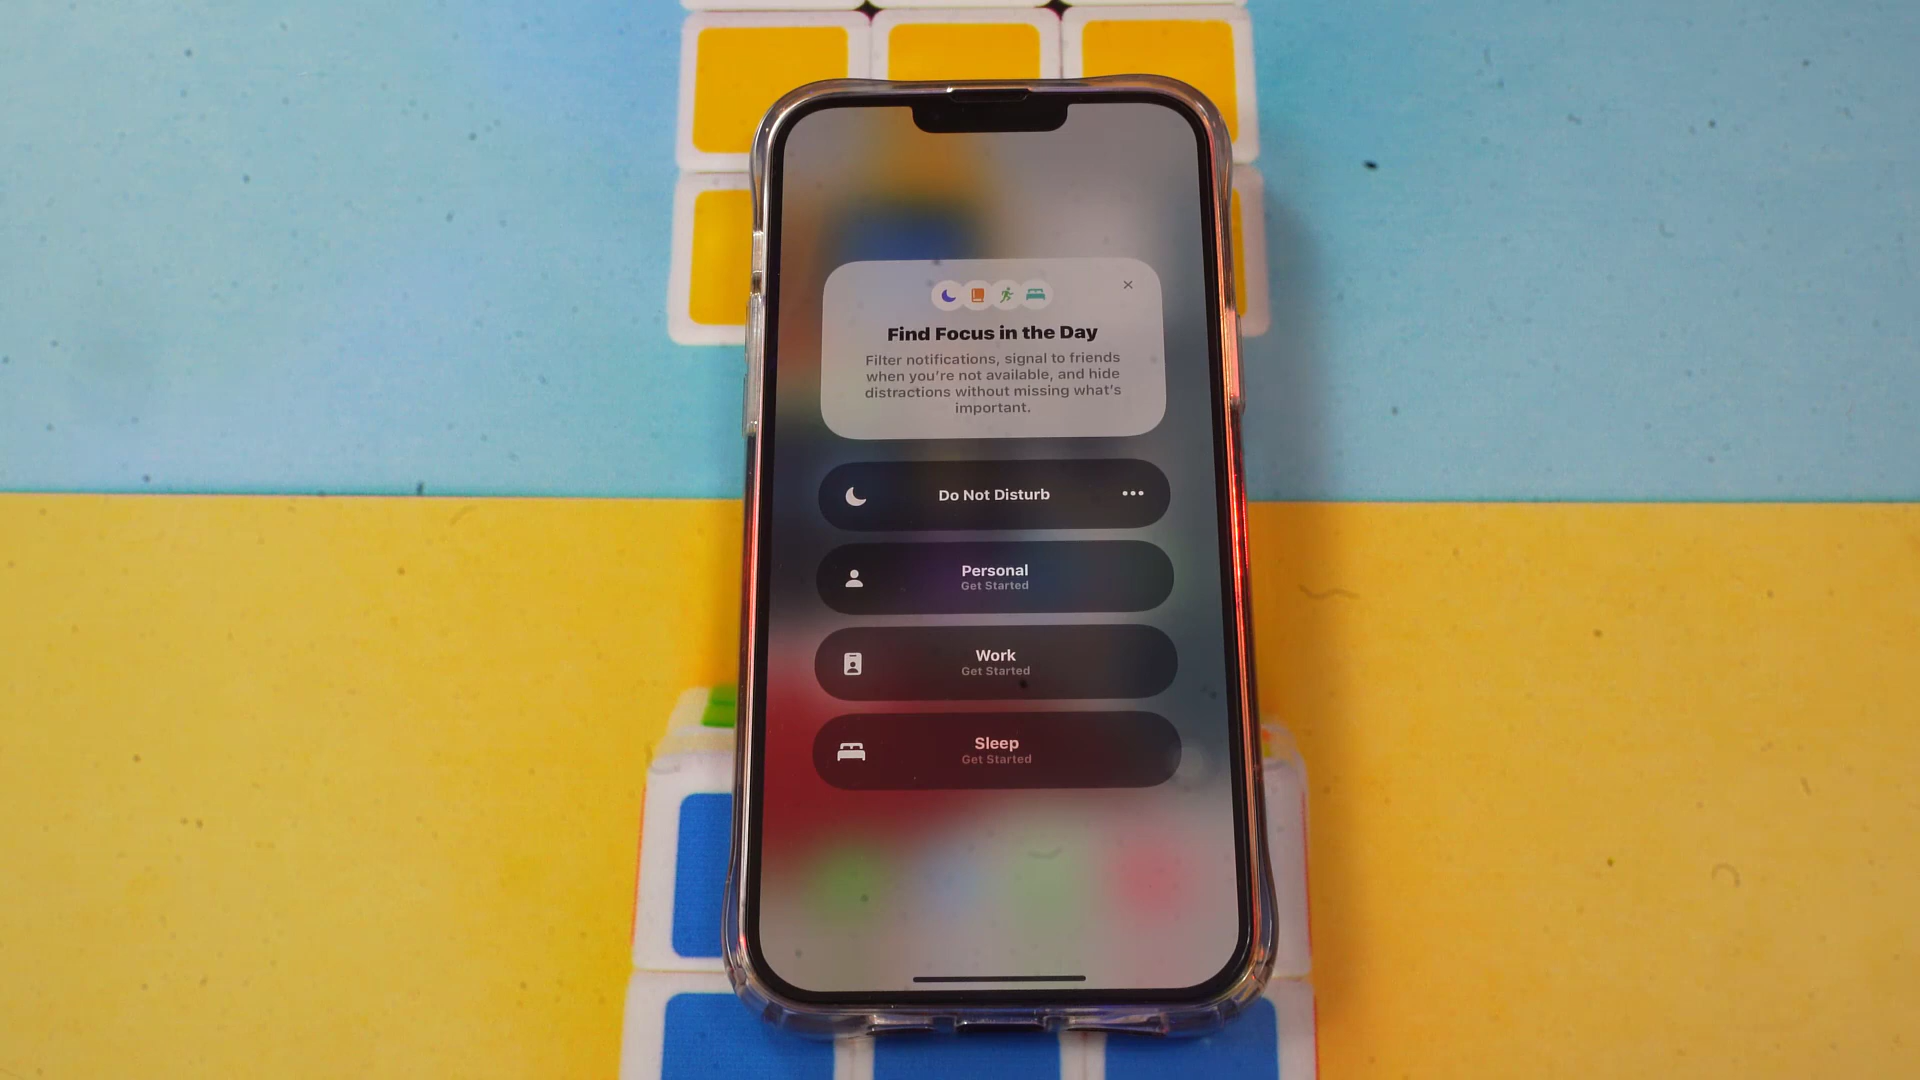 Find Focus in the Day
Filter notifications, signal to friends
when you're not available, and hide
distractions without missing what's
important.
Do Not Disturb
Personal
Get Started
Work
Get Started
Sleep
Get Started